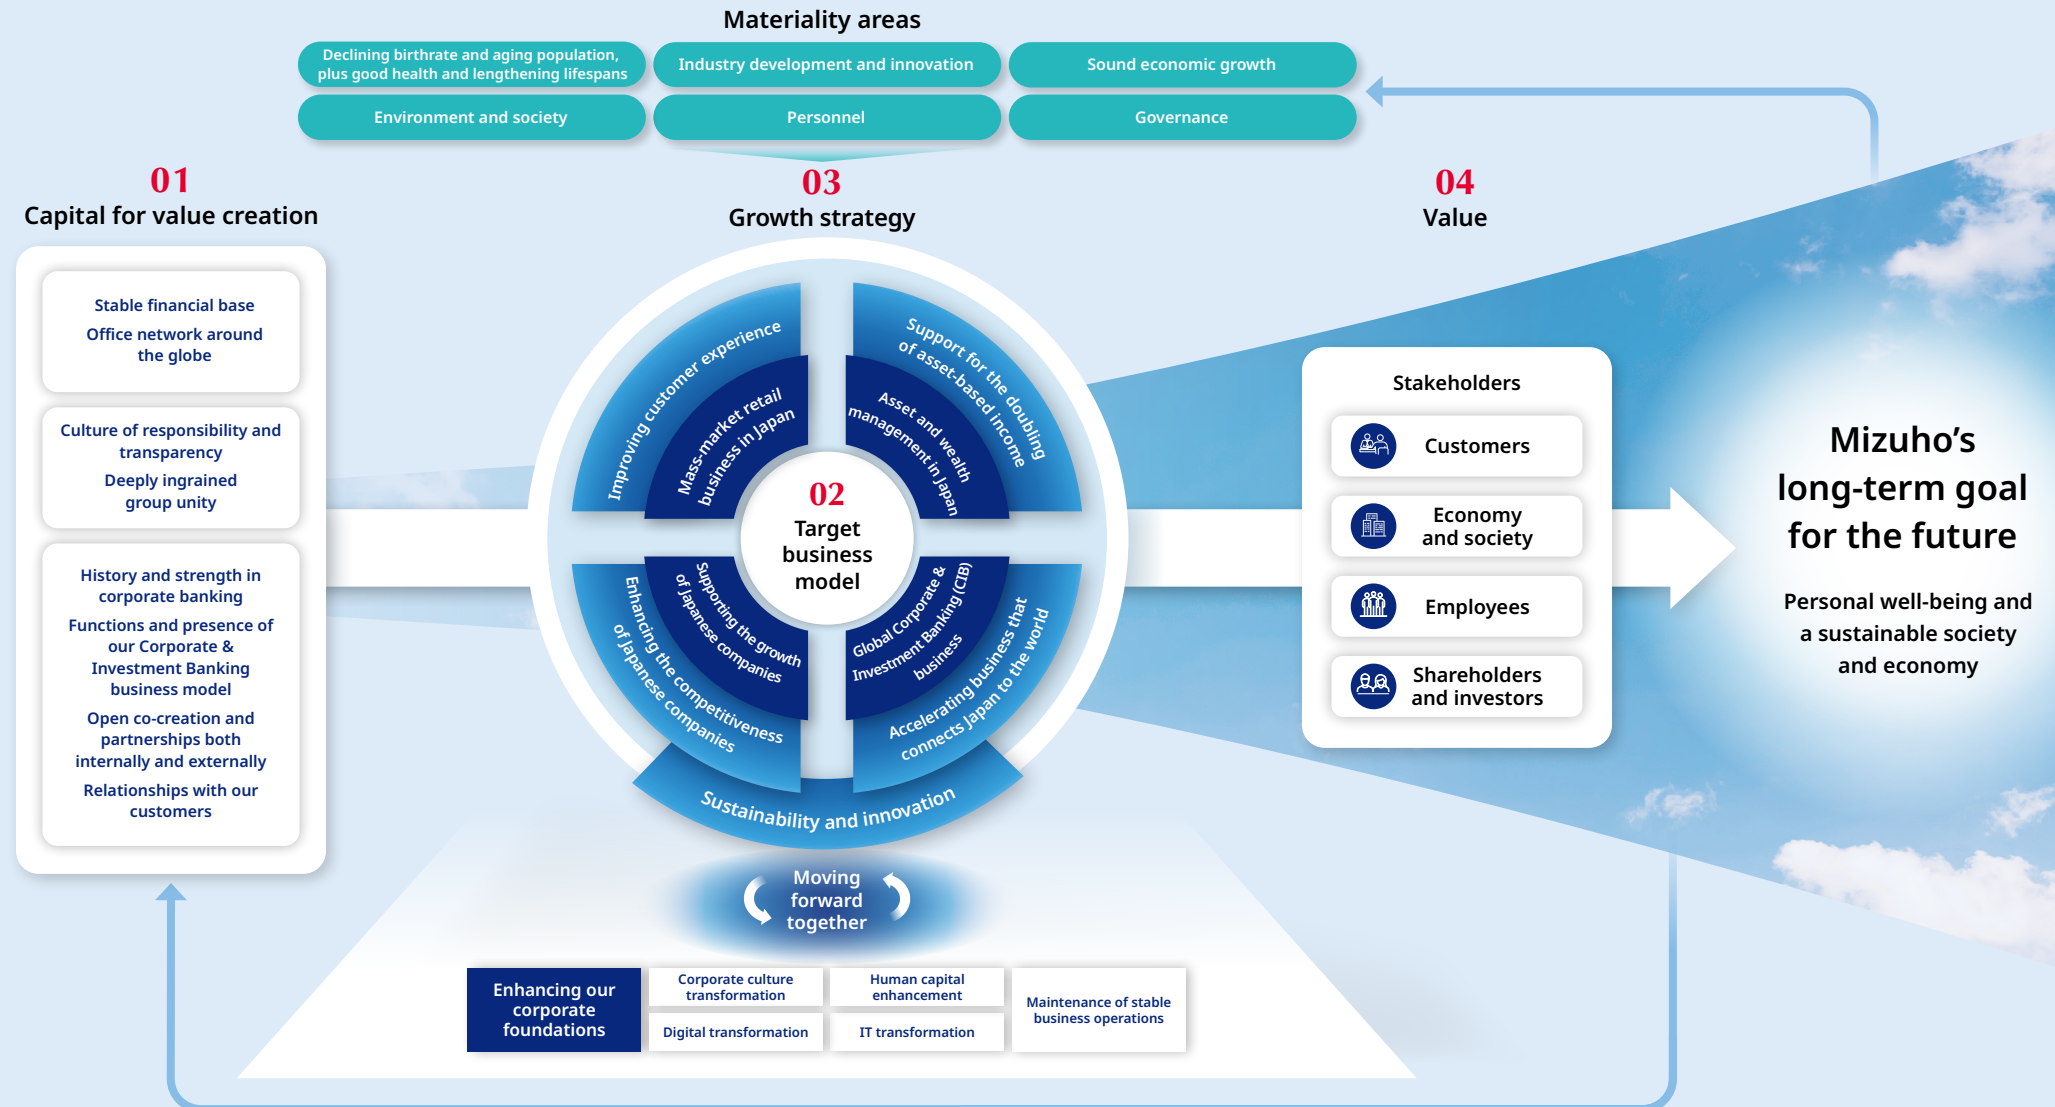 Materiality areas
Declining birthrate and aging population,
plus good health and lengthening lifespans
Industry development and innovation
Sound economic growth
Environment and society
Personnel
Governance
01
Capital for value creation
Stable financial base
Office network around
the globe
Culture of responsibility and
transparency
Deeply ingrained
group unity
History and strength in
corporate banking
Functions and presence of
our Corporate &
Investment Banking
business model
Open co-creation and
partnerships both
internally and externally
Relationships with our
customers
03
Growth strategy
Improving customer experience
Mass-market retail
business in Japan
Support for the doubling
of asset-based income
Asset and wealth
management in Japan
02
Target
business
model
Supporting the growth
of Japanese companies
Enhancing the competitiveness
of Japanese companies
Global Corporate &
Investment Banking (CIB)
business
Accelerating business that
connects Japan to the world
Sustainability and innovation
Moving
forward
together
Enhancing our
corporate
foundations
Corporate culture
transformation
Human capital
enhancement
Digital transformation
IT transformation
Maintenance of stable
business operations
04
Value
Stakeholders
Customers
Economy
and society
Employees
Shareholders
and investors
Mizuho’s
long-term goal
for the future
Personal well-being and
a sustainable society
and economy